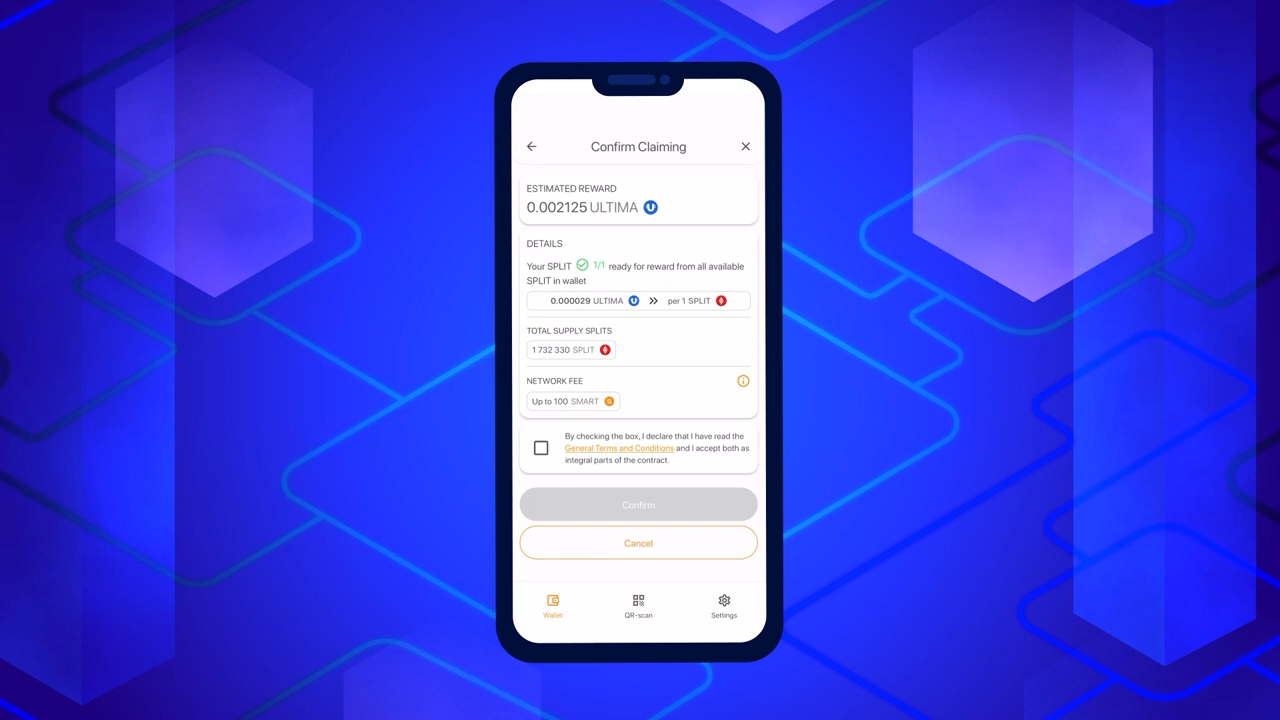 Confirm Claiming
ESTIMATED REWARD
0.002125 ULTIMA
DETAILS
Your SPLIT 1/1 ready for reward from all available
SPLIT in wallet
0.000029 ULTIMA per 1 SPLIT
TOTAL SUPPLY SPLITS
1 732 330 SPLIT
NETWORK FEE
Up to 100 SMART
By checking the box, I declare that I have read the
General Terms and Conditions and I accept both as
integral parts of the contract.
Confirm
Cancel
Wallet QR-scan Settings